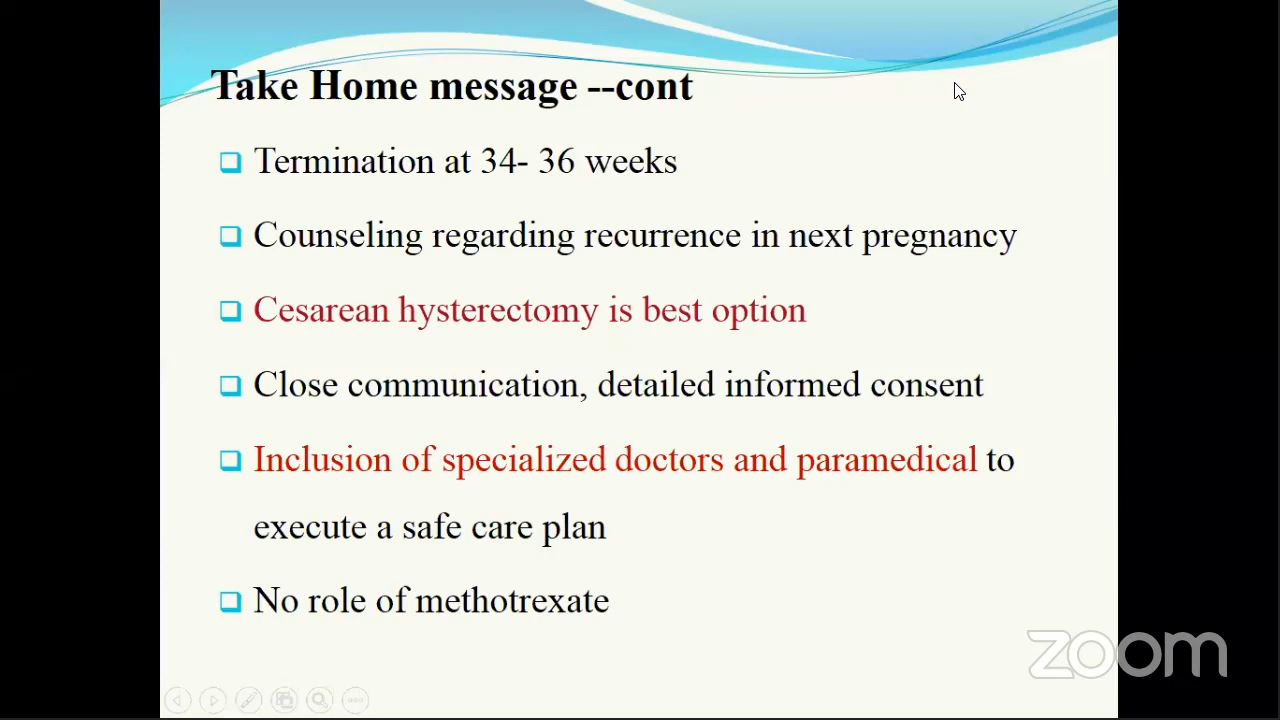 Take Home message --cont
Termination at 34- 36 weeks
Counseling regarding recurrence in next pregnancy
Cesarean hysterectomy is best option
Close communication, detailed informed consent
Inclusion of specialized doctors and paramedical to
execute a safe care plan
No role of methotrexate
zoom